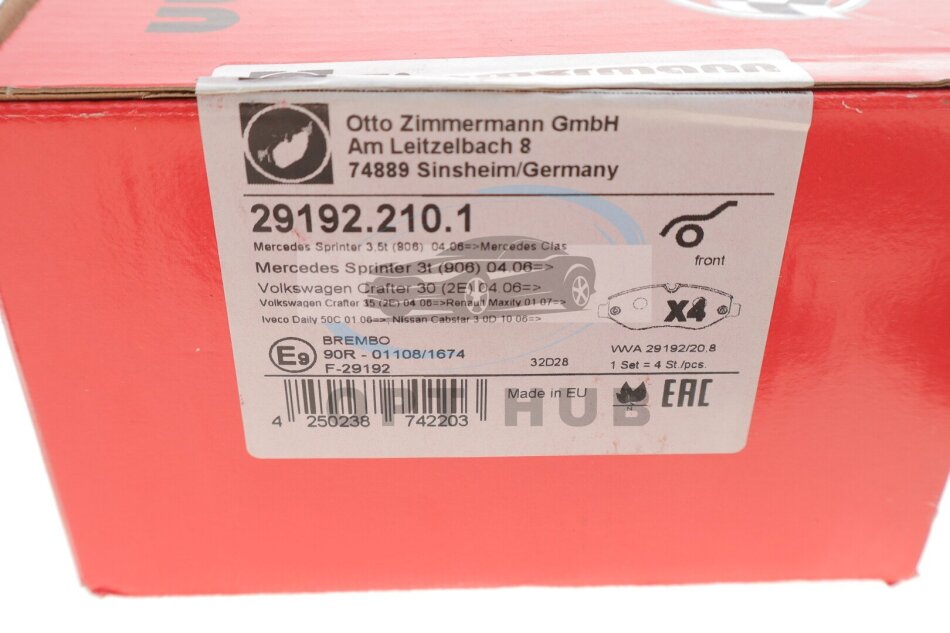 Otto Zimmermann GmbH
Am Leitzelbach 8
74889 Sinsheim/Germany
29192.210.1
Mercedes Sprinter 3,5t (906) 04.06=>Mercedes Clas
Mercedes Sprinter 3t (906) 04.06=>
Volkswagen Crafter 30 (2E) 04.06=>
Volkswagen Crafter 35 (2E) 04.06=>Renault Maxity 01.07=>
Iveco Daily 50C 01.06=>; Nissan Cabstar 3.0D 10.06=>
front
X4
E9
BREMBO
90R - 01108/1674
F-29192
32D28
WVA 29192/20.8
1 Set = 4 St./pcs.
Made in EU
EAC
4 250238 742203
OPT HUB